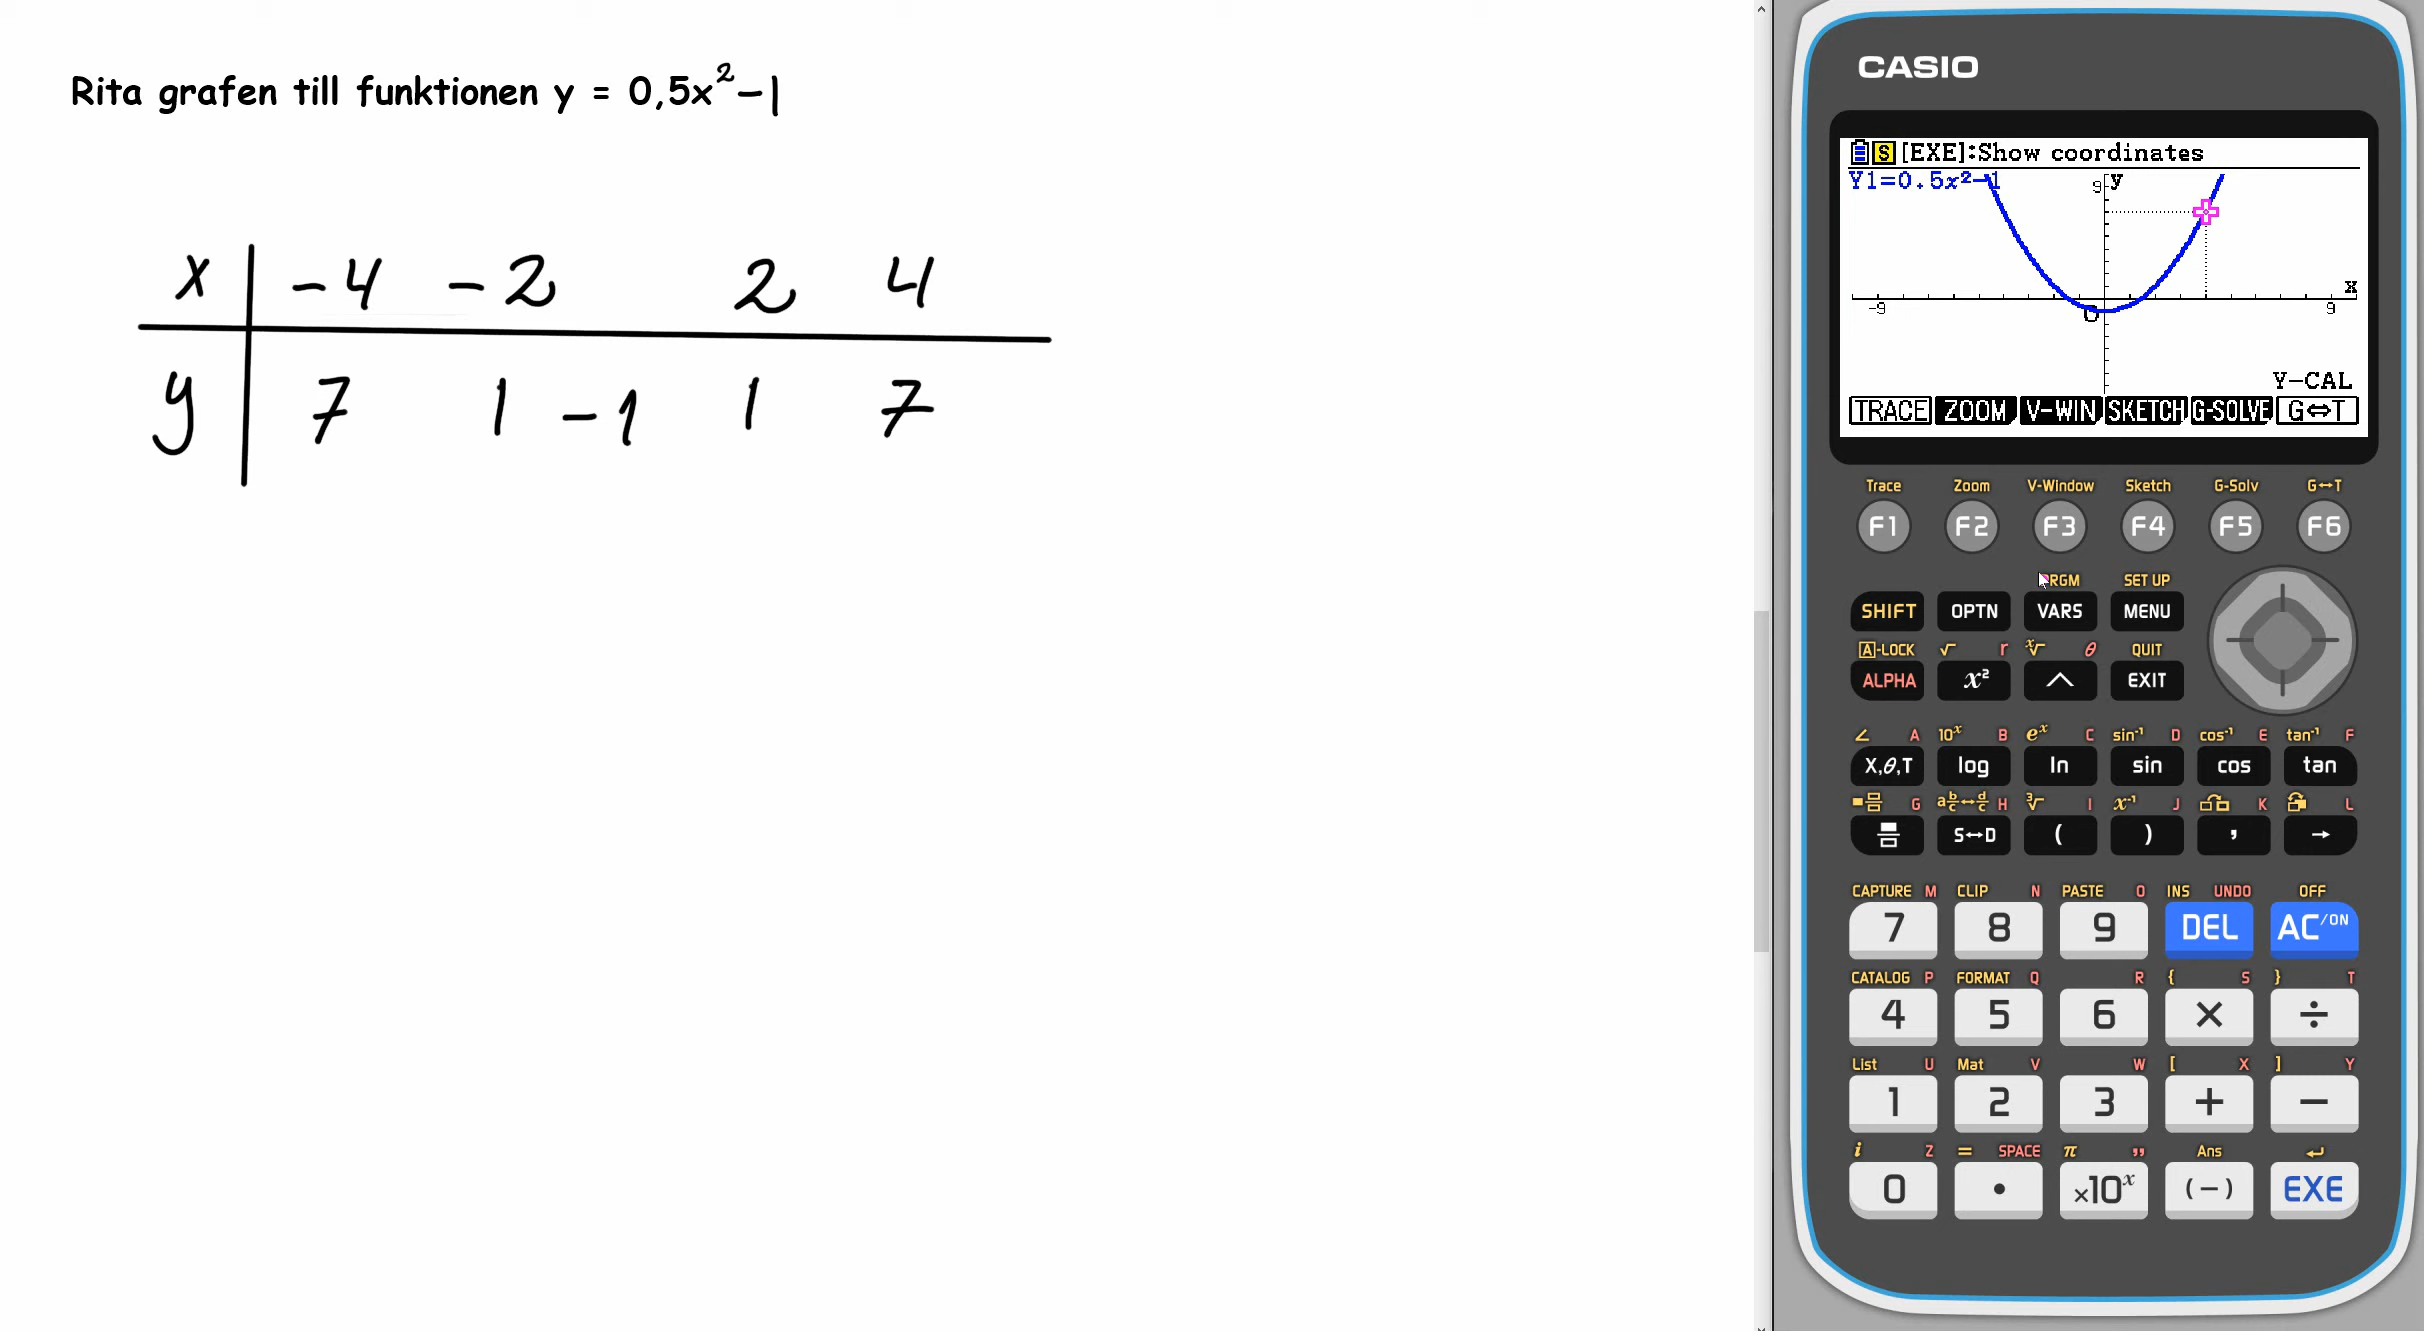 Rita grafen till funktionen y = 0,5x²-1
x -4 -2 2 4
y 7 1 -1 1 7
CASIO
S [EXE]:Show coordinates
Y1=0.5x²-1
9 y
x
-9 O 9
Y-CAL
TRACE ZOOM V-WIN SKETCH G-SOLVE G⇔T
Trace Zoom V-Window Sketch G-Solv G↔T
F1 F2 F3 F4 F5 F6
RGM SET UP
SHIFT OPTN VARS MENU
A-LOCK √ r ˣ√ θ QUIT
ALPHA x² ^ EXIT
∠ A 10ˣ B eˣ C sin⁻¹ D cos⁻¹ E tan⁻¹ F
X,θ,T log ln sin cos tan
G a b/c↔d/c H ³√ I x⁻¹ J K L
S↔D ( ) , →
CAPTURE M CLIP N PASTE O INS UNDO OFF
7 8 9 DEL AC/ON
CATALOG P FORMAT Q R { S } T
4 5 6 × ÷
List U Mat V W [ X ] Y
1 2 3 + −
i Z = SPACE π " Ans ↵
0 • ×10ˣ (−) EXE